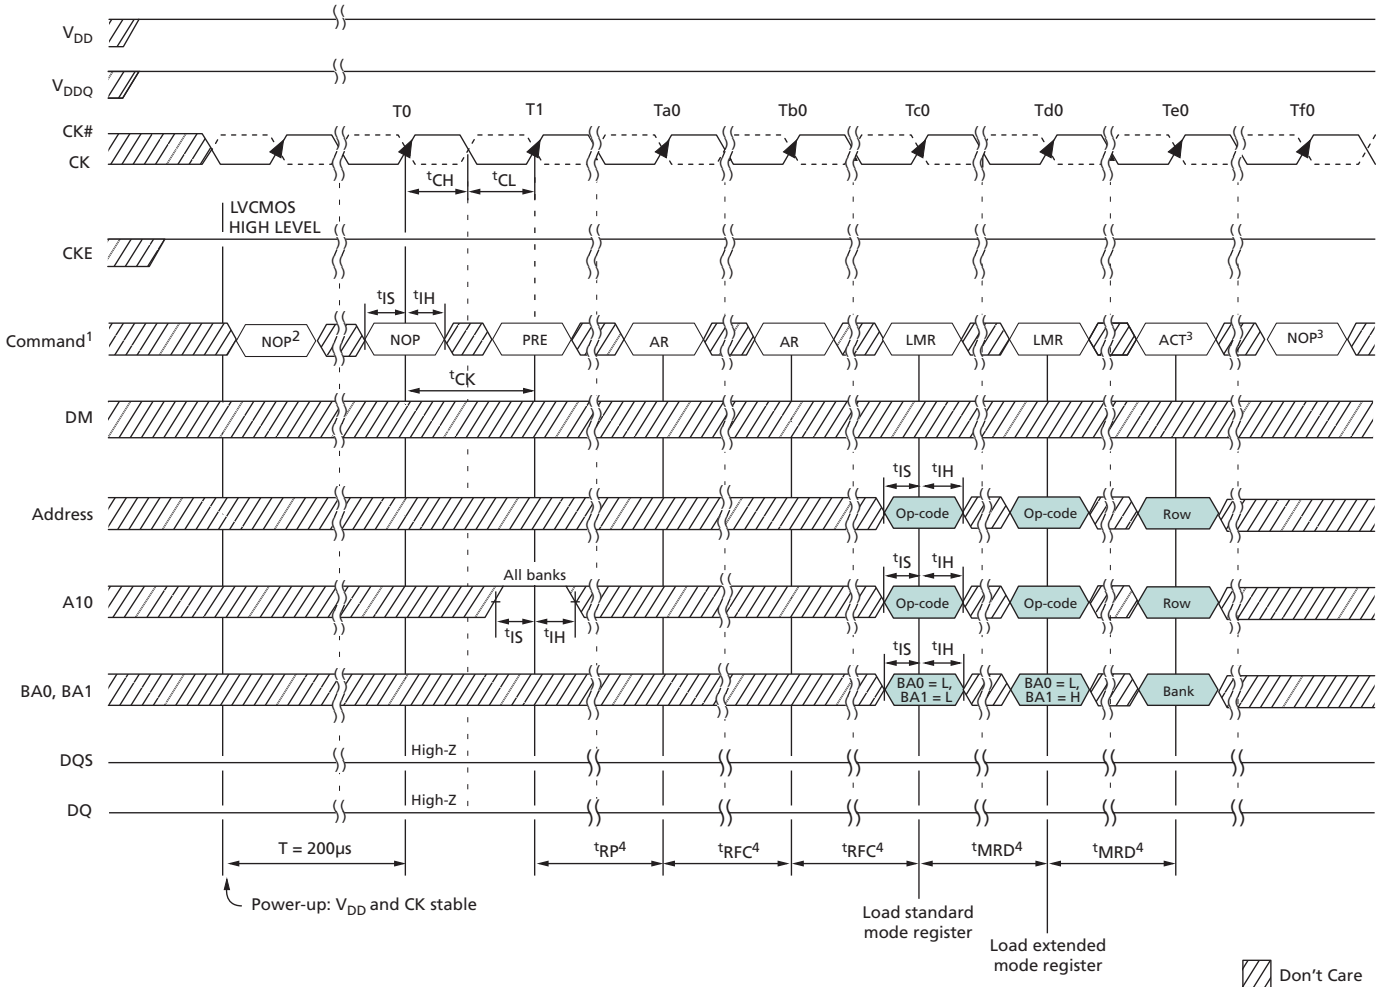 VDD
VDDQ
T0 T1 Ta0 Tb0 Tc0 Td0 Te0 Tf0
CK#
CK
tCH tCL
LVCMOS
HIGH LEVEL
CKE
tIS tIH
Command1 NOP2 NOP PRE AR AR LMR LMR ACT3 NOP3
tCK
DM
tIS tIH
Address Op-code Op-code Row
All banks tIS tIH
A10 Op-code Op-code Row
tIS tIH tIS tIH
BA0, BA1 BA0 = L, BA1 = L BA0 = L, BA1 = H Bank
DQS High-Z
DQ High-Z
T = 200µs tRP4 tRFC4 tRFC4 tMRD4 tMRD4
Power-up: VDD and CK stable
Load standard
mode register
Load extended
mode register
Don't Care